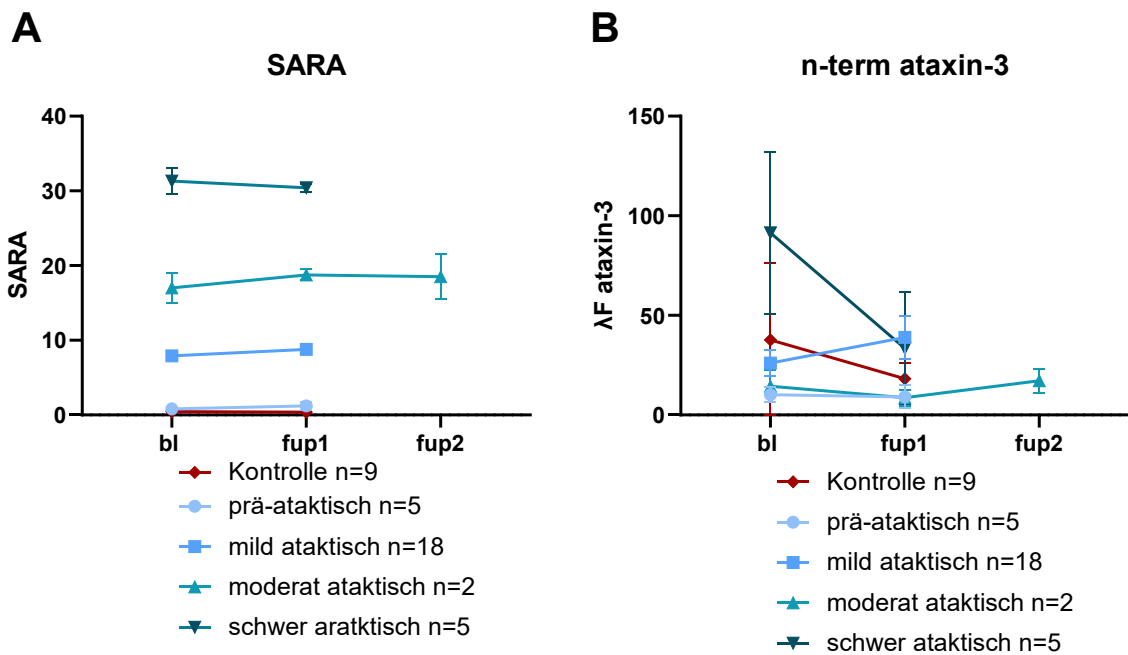 A
SARA
SARA
40
30
20
10
0
bl
fup1
fup2
Kontrolle n=9
prä-ataktisch n=5
mild ataktisch n=18
moderat ataktisch n=2
schwer aratktisch n=5
B
n-term ataxin-3
λF ataxin-3
150
100
50
0
bl
fup1
fup2
Kontrolle n=9
prä-ataktisch n=5
mild ataktisch n=18
moderat ataktisch n=2
schwer ataktisch n=5